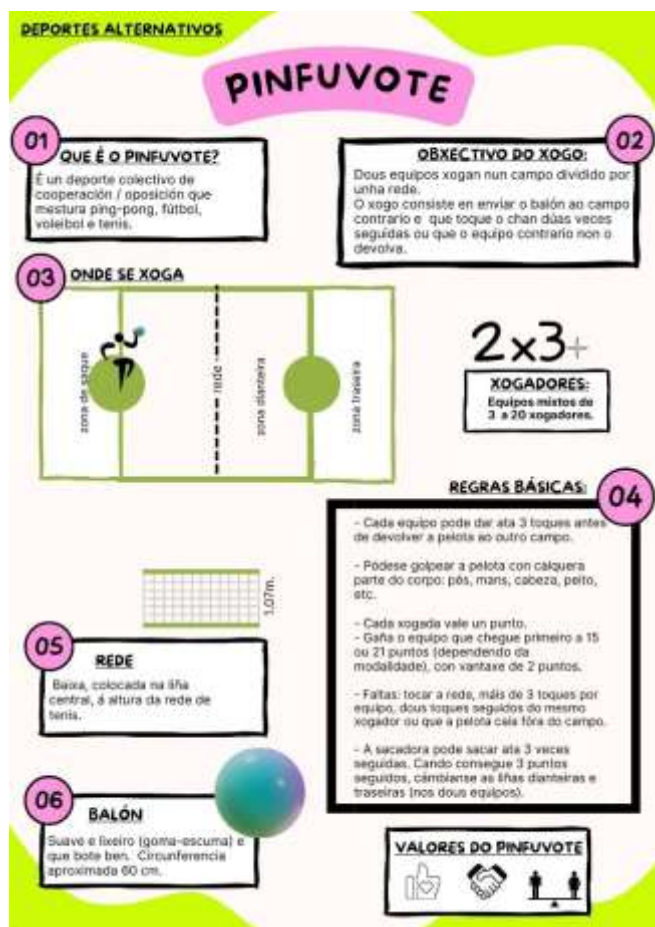 DEPORTES ALTERNATIVOS
PINFUVOTE
01
QUE É O PINFUVOTE?
É un deporte colectivo de
cooperación / oposición que
mestura ping-pong, fútbol,
voleibol e tenis.
02
OBXECTIVO DO XOGO:
Dous equipos xogan nun campo dividido por
unha rede.
O xogo consiste en enviar o balón ao campo
contrario e que toque o chan dúas veces
seguidas ou que o equipo contrario non o
devolva.
03
ONDE SE XOGA
zona de saque
rede
zona dianteira
zona traseira
2x3+
XOGADORES:
Equipos mixtos de
3 a 20 xogadores.
REGRAS BÁSICAS:
04
- Cada equipo pode dar ata 3 toques antes
de devolver a pelota ao outro campo.
- Pódese golpear a pelota con calquera
parte do corpo: pés, mans, cabeza, peito,
etc.
- Cada xogada vale un punto.
- Gaña o equipo que chegue primeiro a 15
ou 21 puntos (dependendo da
modalidade), con vantaxe de 2 puntos.
- Faltas: tocar a rede, máis de 3 toques por
equipo, dous toques seguidos do mesmo
xogador ou que a pelota caia fóra do campo.
- A sacadora pode sacar ata 3 veces
seguidas. Cando consegue 3 puntos
seguidos, cámbianse as liñas dianteiras e
traseiras (nos dous equipos).
1.07m.
05
REDE
Baixa, colocada na liña
central, á altura da rede de
tenis.
06
BALÓN
Suave e lixeiro (goma-escuma) e
que bote ben. Circunferencia
aproximada 60 cm.
VALORES DO PINFUVOTE